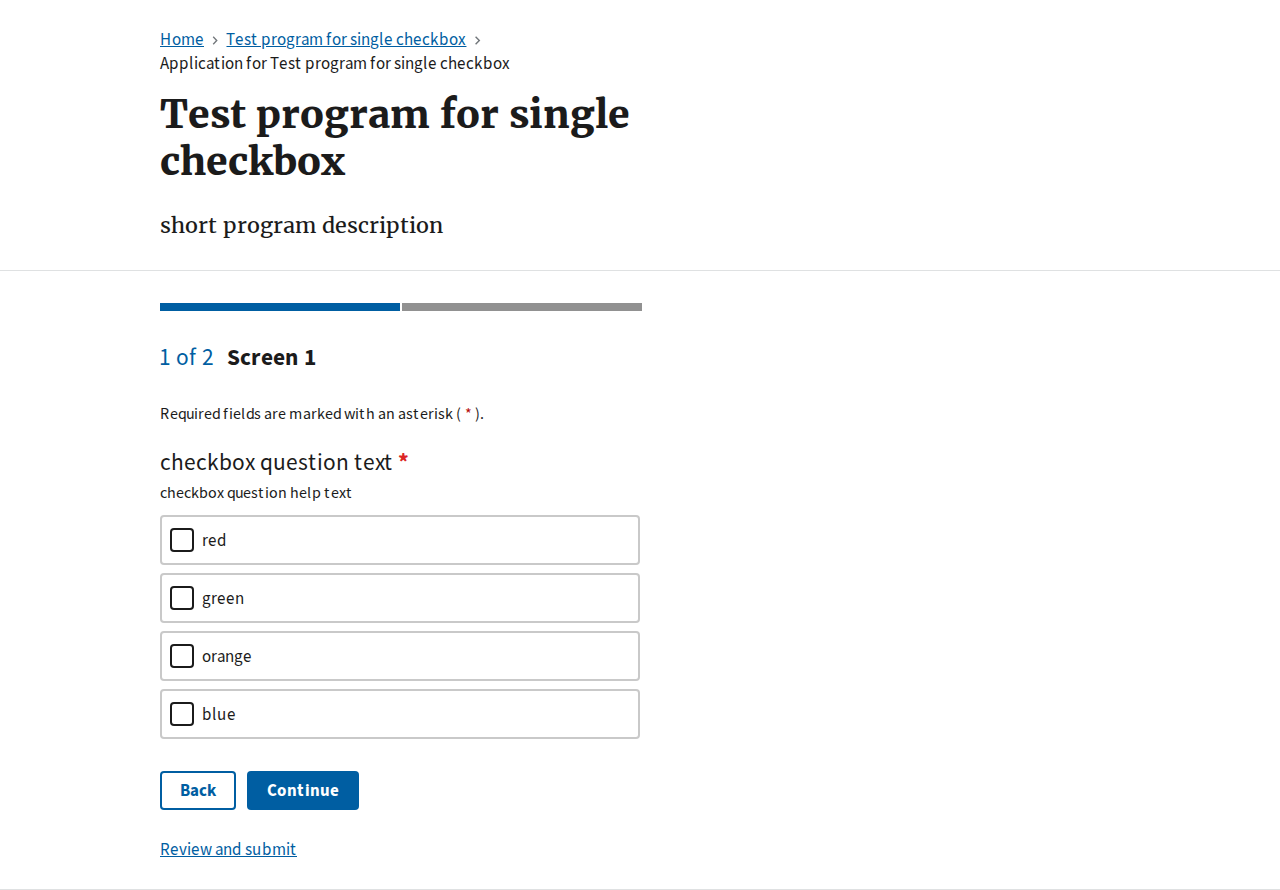 Home › Test program for single checkbox ›
Application for Test program for single checkbox
Test program for single
checkbox
short program description
1 of 2 Screen 1
Required fields are marked with an asterisk ( * ).
checkbox question text *
checkbox question help text
red
green
orange
blue
Back Continue
Review and submit